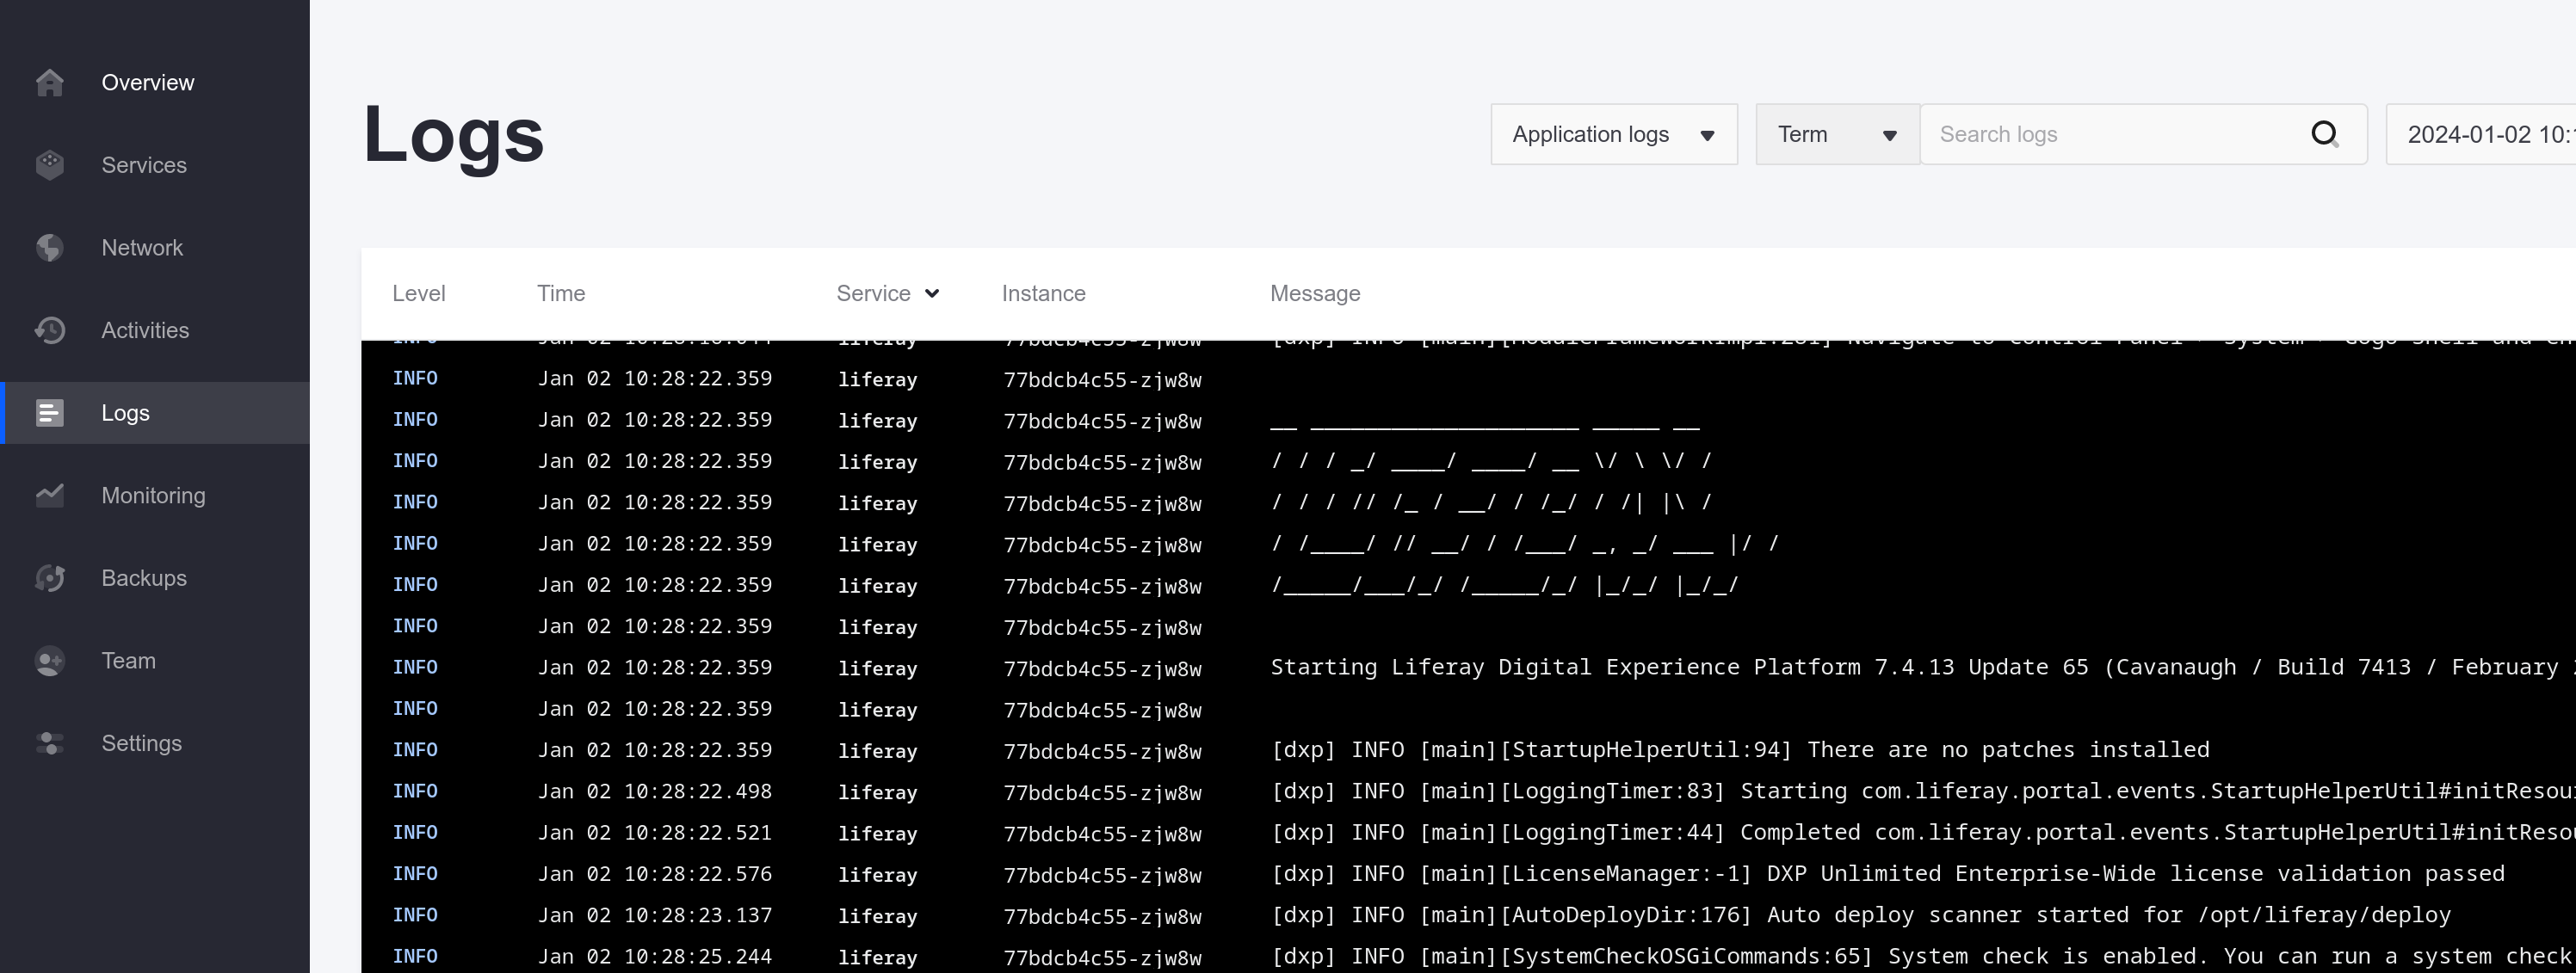 Overview
Services
Network
Activities
Logs
Monitoring
Backups
Team
Settings
Logs
Application logs
Term
Search logs
2024-01-02 10:
Level Time Service Instance Message
INFO Jan 02 10:28:22.359 liferay 77bdcb4c55-zjw8w
INFO Jan 02 10:28:22.359 liferay 77bdcb4c55-zjw8w __ ____________________ _____ __
INFO Jan 02 10:28:22.359 liferay 77bdcb4c55-zjw8w / / / _/ ____/ ____/ __ \/ \ \/ /
INFO Jan 02 10:28:22.359 liferay 77bdcb4c55-zjw8w / / / // /_ / __/ / /_/ / /| |\ /
INFO Jan 02 10:28:22.359 liferay 77bdcb4c55-zjw8w / /____/ // __/ / /___/ _, _/ ___ |/ /
INFO Jan 02 10:28:22.359 liferay 77bdcb4c55-zjw8w /_____/___/_/ /_____/_/ |_/_/ |_/_/
INFO Jan 02 10:28:22.359 liferay 77bdcb4c55-zjw8w
INFO Jan 02 10:28:22.359 liferay 77bdcb4c55-zjw8w Starting Liferay Digital Experience Platform 7.4.13 Update 65 (Cavanaugh / Build 7413 / February
INFO Jan 02 10:28:22.359 liferay 77bdcb4c55-zjw8w
INFO Jan 02 10:28:22.359 liferay 77bdcb4c55-zjw8w [dxp] INFO [main][StartupHelperUtil:94] There are no patches installed
INFO Jan 02 10:28:22.498 liferay 77bdcb4c55-zjw8w [dxp] INFO [main][LoggingTimer:83] Starting com.liferay.portal.events.StartupHelperUtil#initResou
INFO Jan 02 10:28:22.521 liferay 77bdcb4c55-zjw8w [dxp] INFO [main][LoggingTimer:44] Completed com.liferay.portal.events.StartupHelperUtil#initResou
INFO Jan 02 10:28:22.576 liferay 77bdcb4c55-zjw8w [dxp] INFO [main][LicenseManager:-1] DXP Unlimited Enterprise-Wide license validation passed
INFO Jan 02 10:28:23.137 liferay 77bdcb4c55-zjw8w [dxp] INFO [main][AutoDeployDir:176] Auto deploy scanner started for /opt/liferay/deploy
INFO Jan 02 10:28:25.244 liferay 77bdcb4c55-zjw8w [dxp] INFO [main][SystemCheckOSGiCommands:65] System check is enabled. You can run a system check